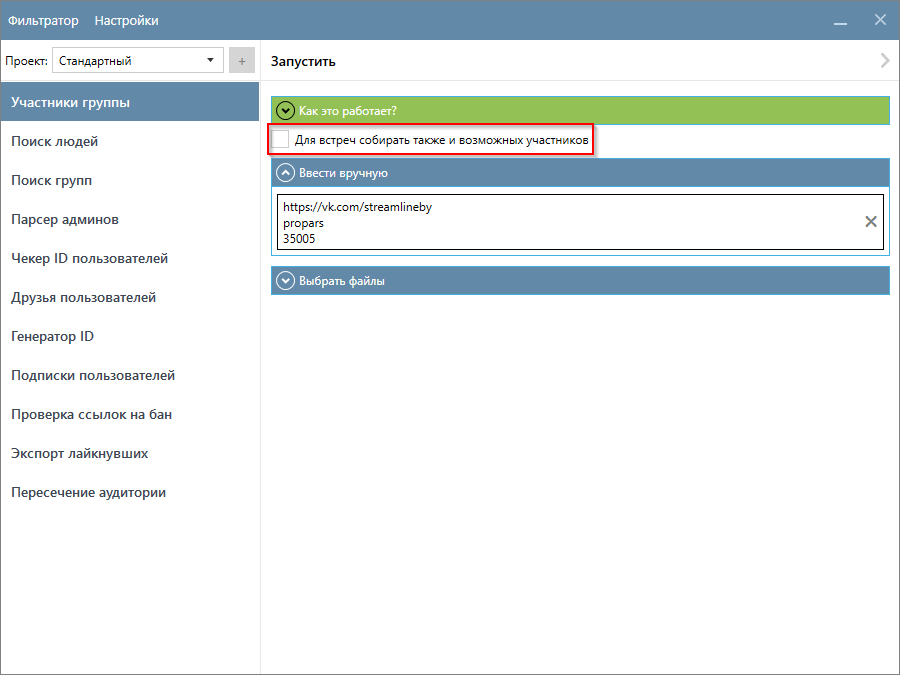 Фильтратор Настройки
Проект: Стандартный +
Запустить
Участники группы
Поиск людей
Поиск групп
Парсер админов
Чекер ID пользователей
Друзья пользователей
Генератор ID
Подписки пользователей
Проверка ссылок на бан
Экспорт лайкнувших
Пересечение аудитории
Как это работает?
Для встреч собирать также и возможных участников
Ввести вручную
https://vk.com/streamlineby
propars
35005
Выбрать файлы